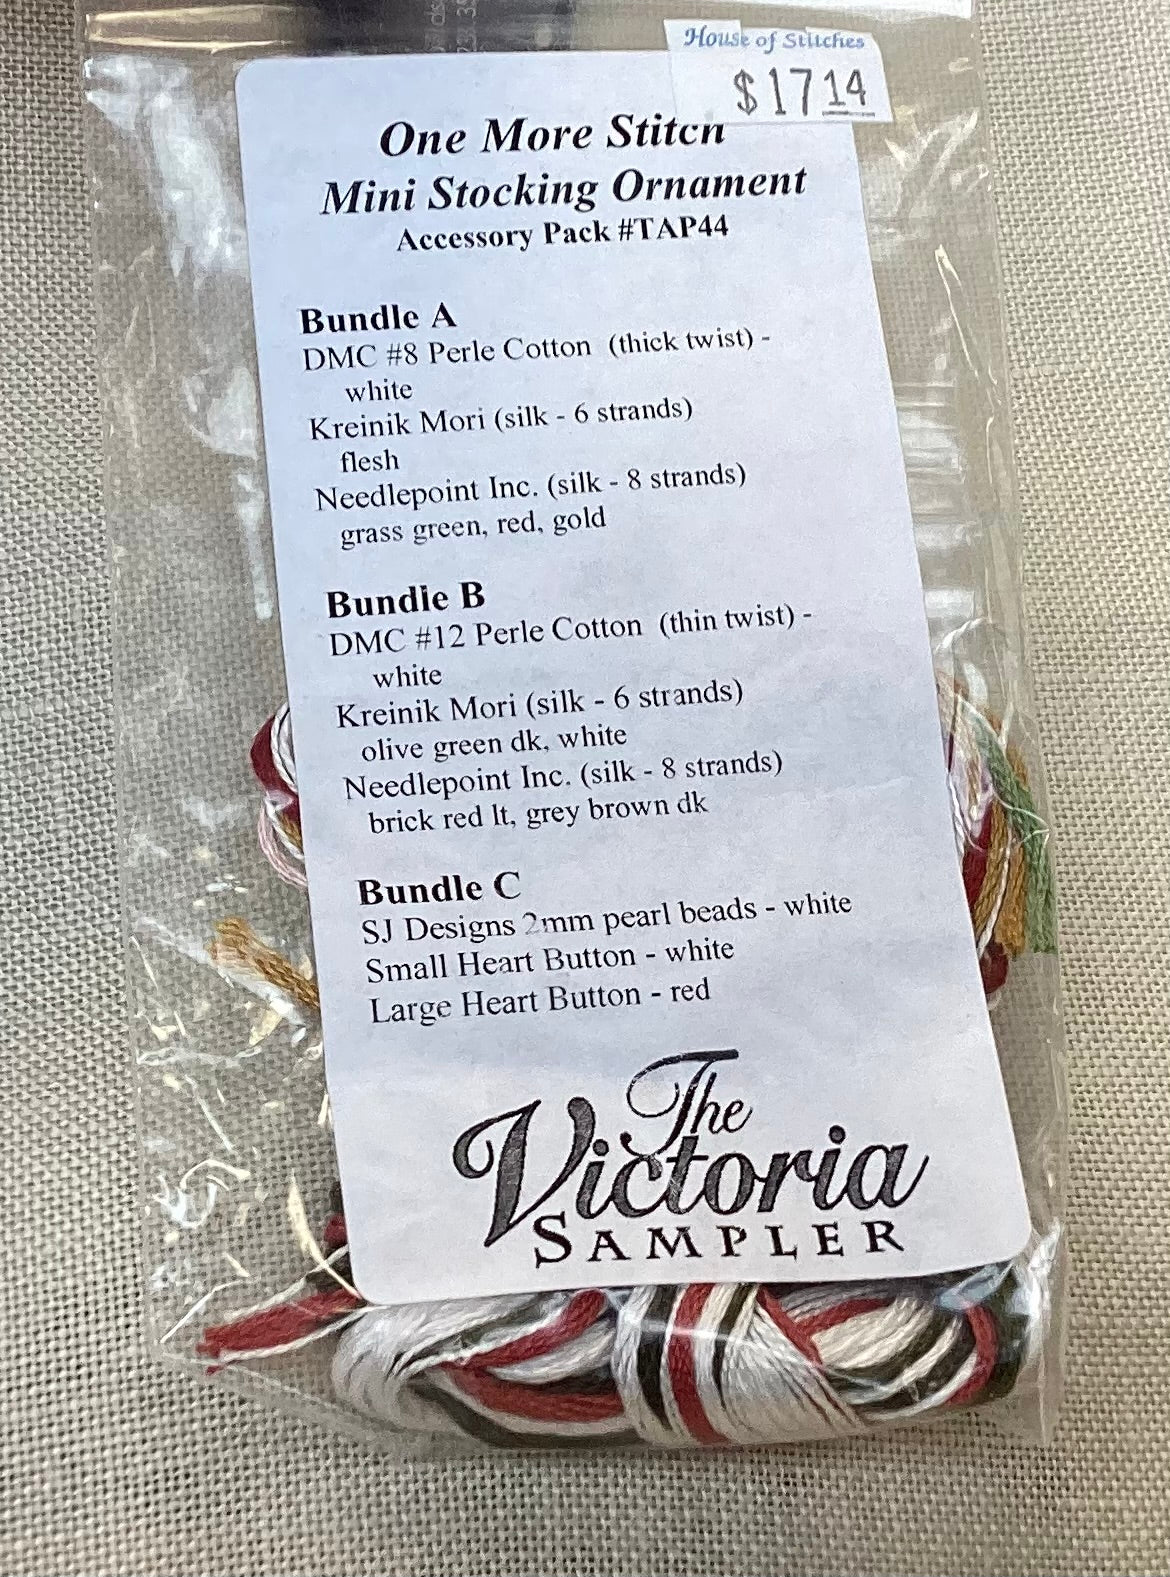 House of Stitches
$17 14
One More Stitch
Mini Stocking Ornament
Accessory Pack #TAP44
Bundle A
DMC #8 Perle Cotton (thick twist) -
white
Kreinik Mori (silk - 6 strands)
flesh
Needlepoint Inc. (silk - 8 strands)
grass green, red, gold
Bundle B
DMC #12 Perle Cotton (thin twist) -
white
Kreinik Mori (silk - 6 strands)
olive green dk, white
Needlepoint Inc. (silk - 8 strands)
brick red lt, grey brown dk
Bundle C
SJ Designs 2mm pearl beads - white
Small Heart Button - white
Large Heart Button - red
The
Victoria
SAMPLER